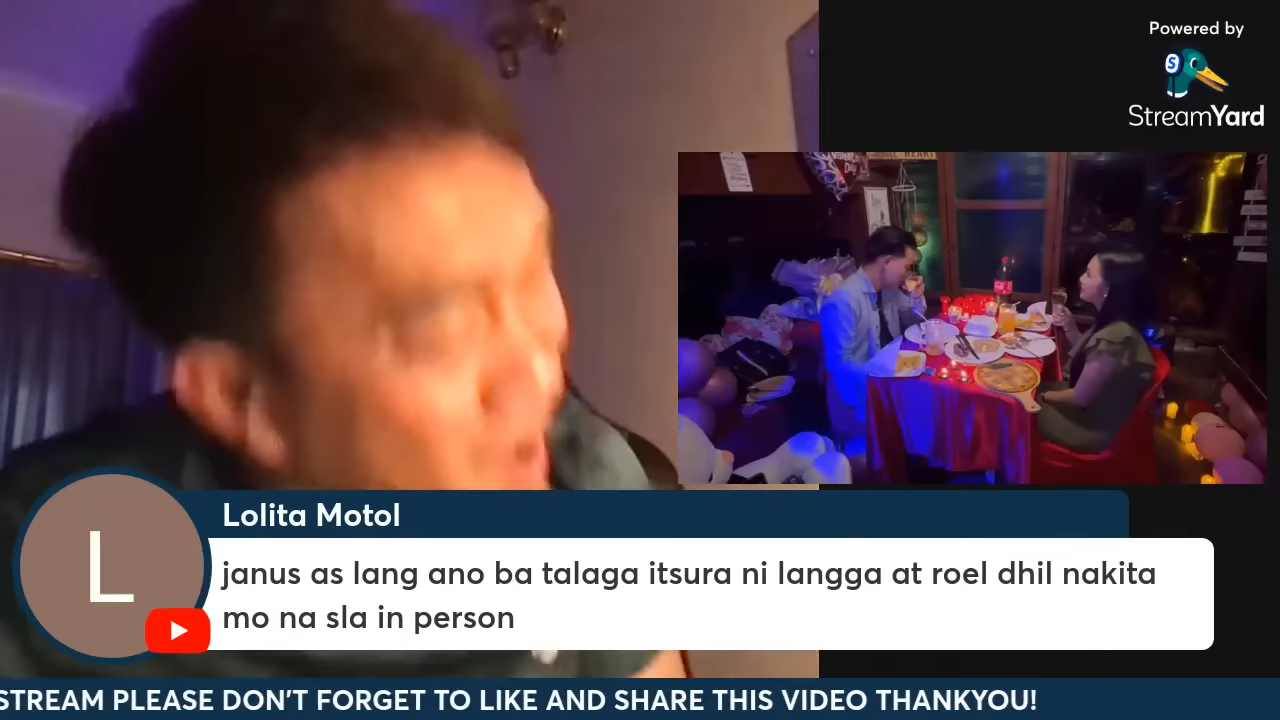 Powered by
StreamYard
Day
Lolita Motol
janus as lang ano ba talaga itsura ni langga at roel dhil nakita
mo na sla in person
STREAM PLEASE DON'T FORGET TO LIKE AND SHARE THIS VIDEO THANKYOU!